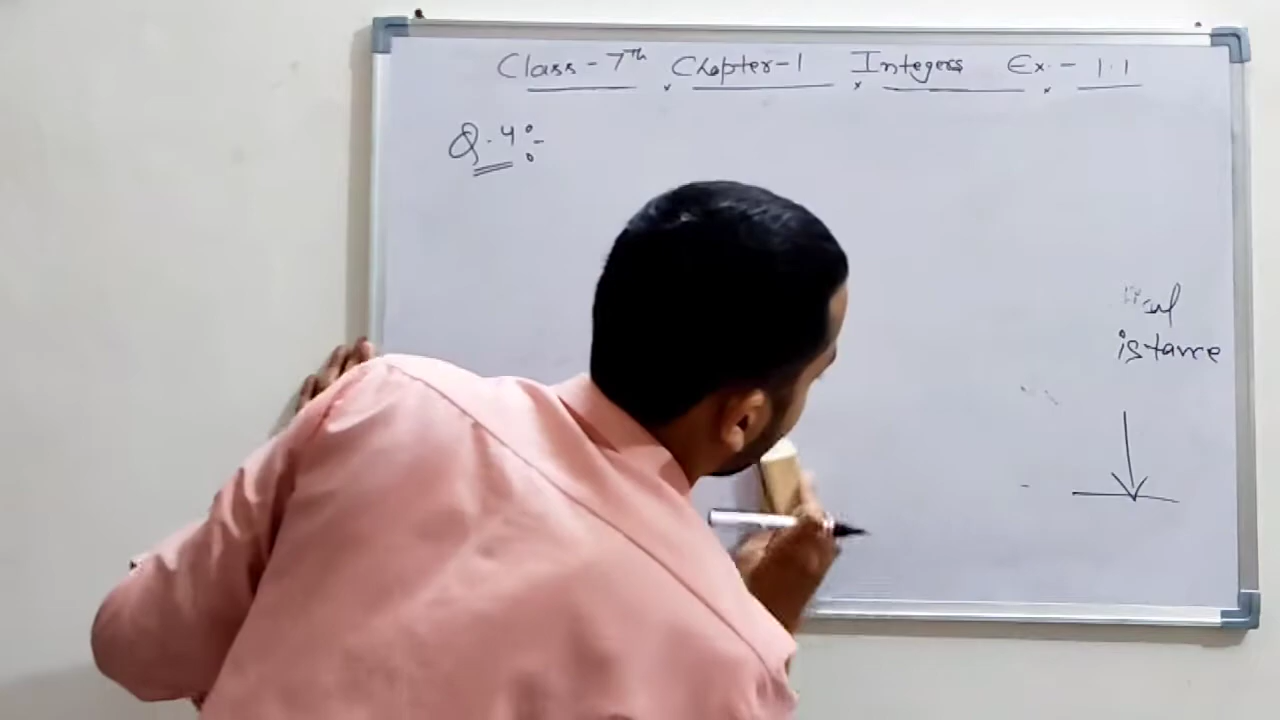 Class - 7th Chapter-1 Integers Ex. - 1.1
Q.4:-
istance